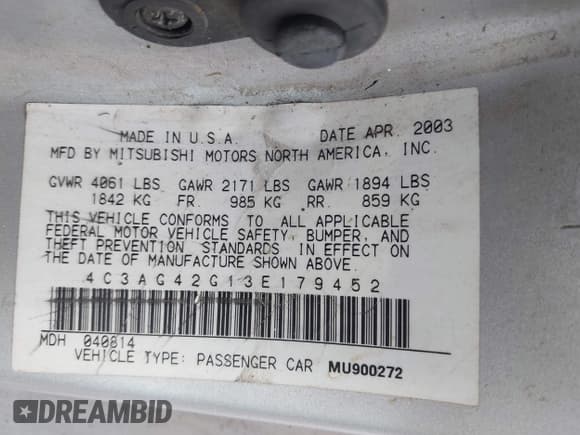 MADE IN U.S.A. DATE APR. 2003
MFD BY MITSUBISHI MOTORS NORTH AMERICA, INC.
GVWR 4061 LBS GAWR 2171 LBS GAWR 1894 LBS
1842 KG FR. 985 KG RR. 859 KG
THIS VEHICLE CONFORMS TO ALL APPLICABLE
FEDERAL MOTOR VEHICLE SAFETY, BUMPER, AND
THEFT PREVENTION STANDARDS IN EFFECT ON
THE DATE OF MANUFACTURE SHOWN ABOVE.
4C3AG42G13E179452
MDH 040814
VEHICLE TYPE: PASSENGER CAR MU900272
DREAMBID